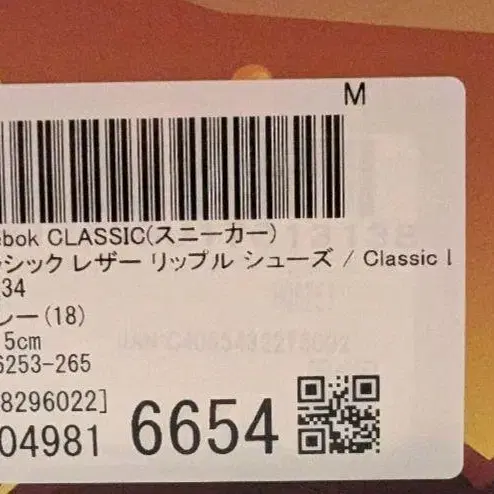 M
ebok CLASSIC(スニーカー)
シック レザー リップル シューズ / Classic l
34
レー(18)
5cm
6253-265
8296022]
04981 6654